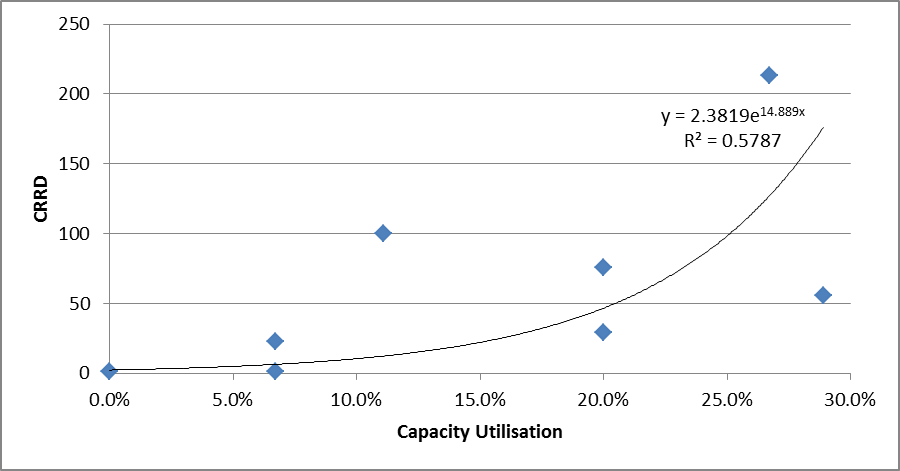 250
200
150
100
50
0
CRRD
y = 2.3819e^14.889x
R² = 0.5787
0.0% 5.0% 10.0% 15.0% 20.0% 25.0% 30.0%
Capacity Utilisation